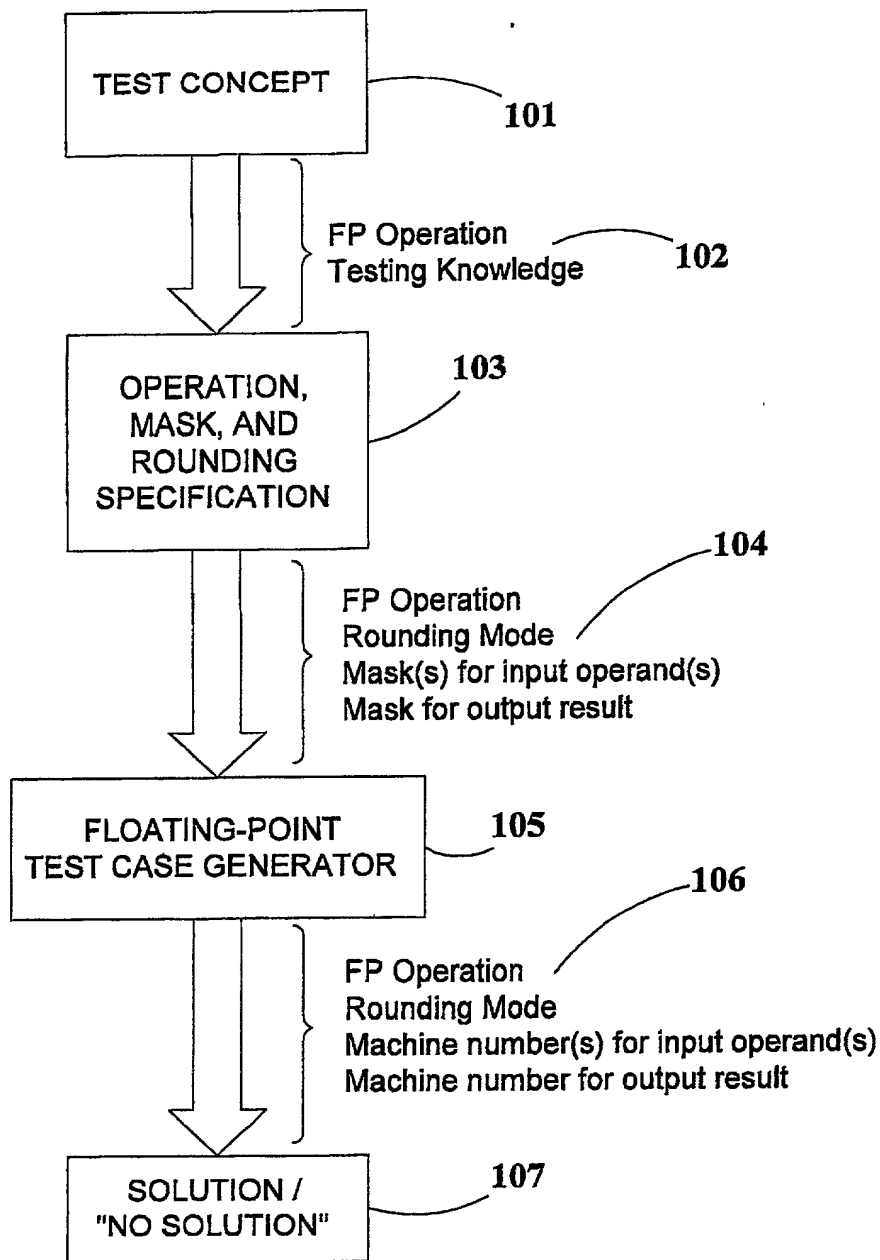 TEST CONCEPT
101
FP Operation
Testing Knowledge
102
OPERATION,
MASK, AND
ROUNDING
SPECIFICATION
103
104
FP Operation
Rounding Mode
Mask(s) for input operand(s)
Mask for output result
FLOATING-POINT
TEST CASE GENERATOR
105
106
FP Operation
Rounding Mode
Machine number(s) for input operand(s)
Machine number for output result
SOLUTION /
"NO SOLUTION"
107